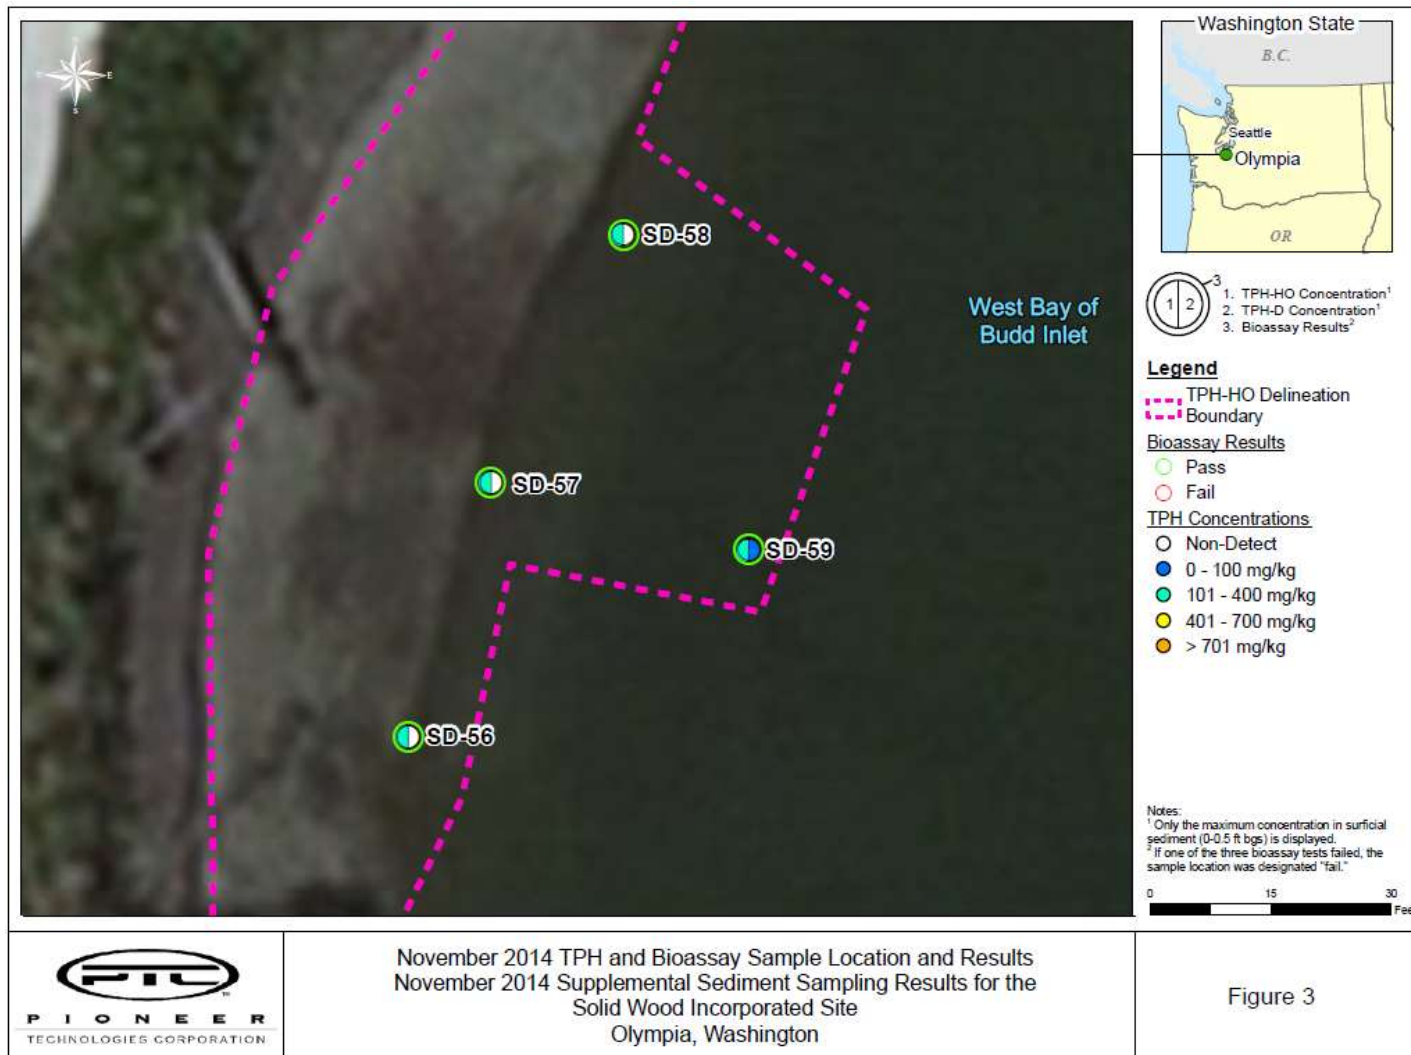 N
W
E
S
SD-58
West Bay of
Budd Inlet
SD-57
SD-59
SD-56
Washington State
B.C.
Seattle
Olympia
OR
1 2
3
1. TPH-HO Concentration¹
2. TPH-D Concentration¹
3. Bioassay Results²
Legend
TPH-HO Delineation
Boundary
Bioassay Results
Pass
Fail
TPH Concentrations
Non-Detect
0 - 100 mg/kg
101 - 400 mg/kg
401 - 700 mg/kg
> 701 mg/kg
Notes:
¹ Only the maximum concentration in surficial
sediment (0-0.5 ft bgs) is displayed.
² If one of the three bioassay tests failed, the
sample location was designated "fail."
0 15 30
Fee
PTC
TM
PIONEER
TECHNOLOGIES CORPORATION
November 2014 TPH and Bioassay Sample Location and Results
November 2014 Supplemental Sediment Sampling Results for the
Solid Wood Incorporated Site
Olympia, Washington
Figure 3